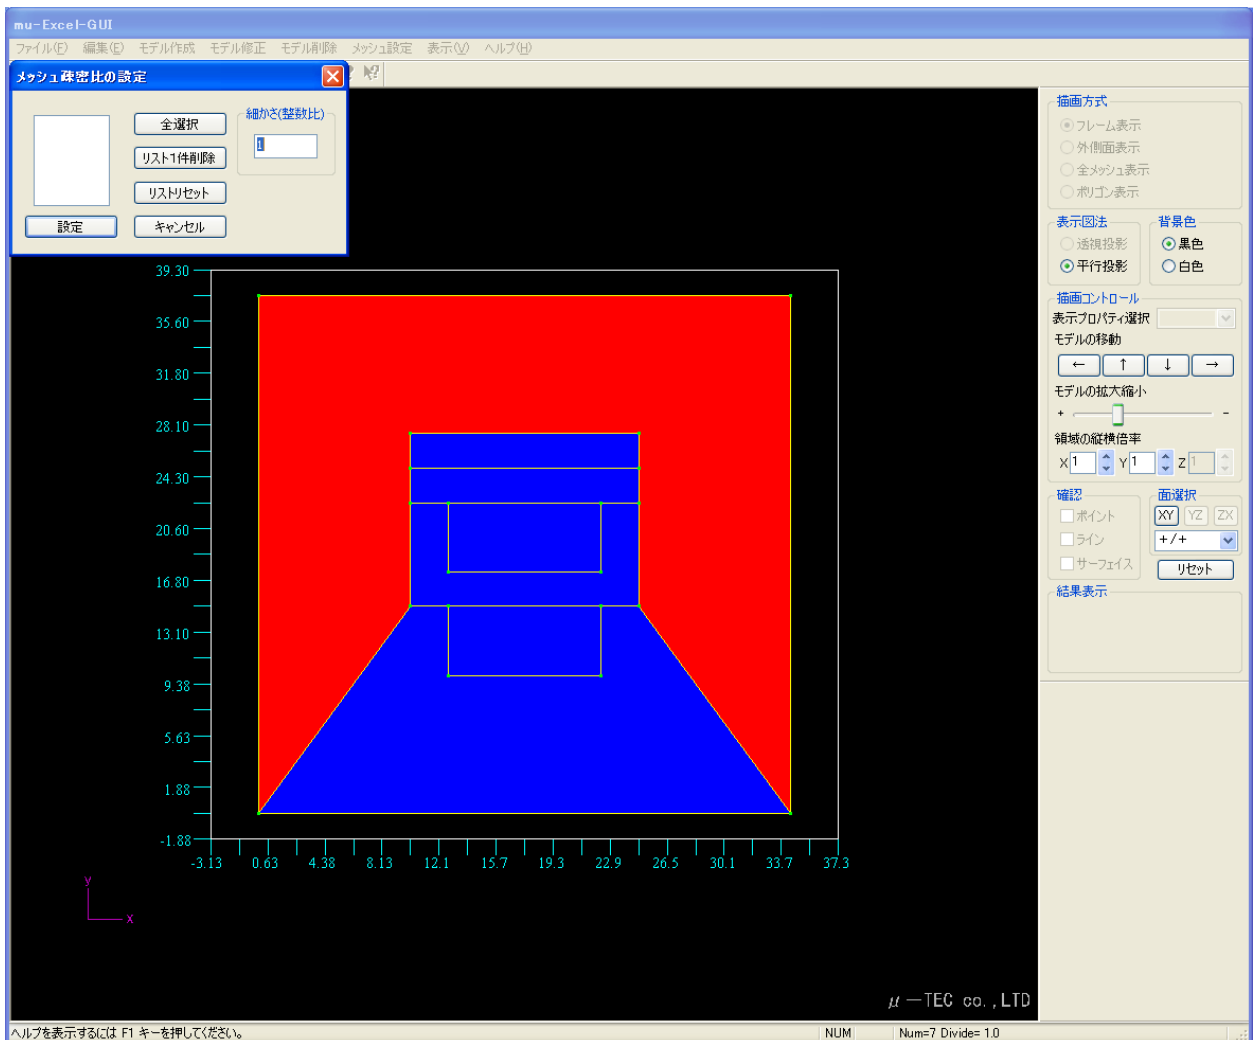 mu-Excel-GUI
ファイル(F) 編集(E) モデル作成 モデル修正 モデル削除 メッシュ設定 表示(V) ヘルプ(H)
メッシュ疎密比の設定
全選択
細かさ(整数比)
1
リスト1件削除
リストリセット
設定
キャンセル
描画方式
フレーム表示
外側面表示
全メッシュ表示
ポリゴン表示
表示図法
透視投影
平行投影
背景色
黒色
白色
描画コントロール
表示プロパティ選択
モデルの移動
← ↑ ↓ →
モデルの拡大縮小
+ -
領域の縦横倍率
X 1 Y 1 Z 1
確認
ポイント
ライン
サーフェイス
面選択
XY YZ ZX
+/+
リセット
結果表示
39.30
35.60
31.80
28.10
24.30
20.60
16.80
13.10
9.38
5.63
1.88
-1.88
-3.13 0.63 4.38 8.13 12.1 15.7 19.3 22.9 26.5 30.1 33.7 37.3
y
x
μ－TEC co.,LTD
ヘルプを表示するには F1 キーを押してください。 NUM Num=7 Divide= 1.0